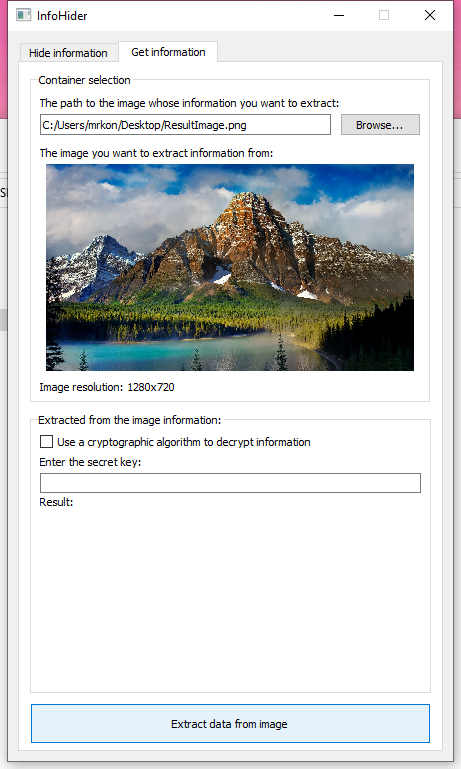 InfoHider
Hide information
Get information
Container selection
The path to the image whose information you want to extract:
C:/Users/mrkon/Desktop/ResultImage.png
Browse...
The image you want to extract information from:
Image resolution: 1280x720
Extracted from the image information:
Use a cryptographic algorithm to decrypt information
Enter the secret key:
Result:
Extract data from image